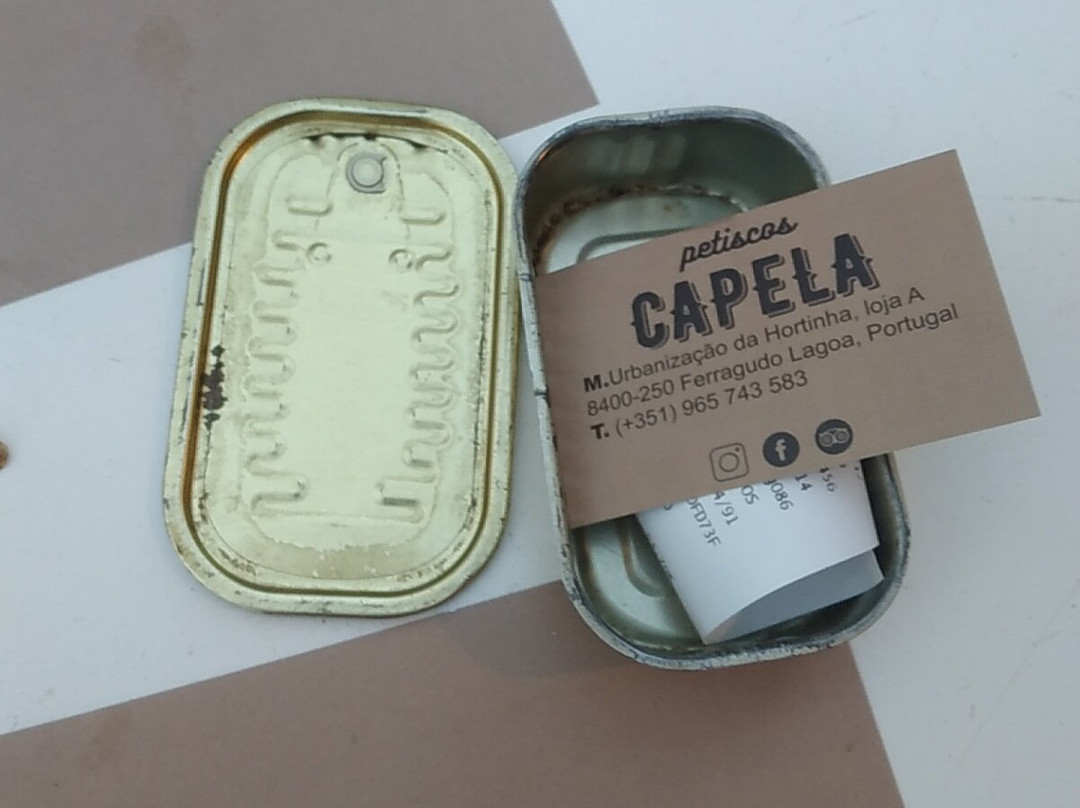 petiscos
CAPELA
M.Urbanização da Hortinha, loja A
8400-250 Ferragudo Lagoa, Portugal
T. (+351) 965 743 583